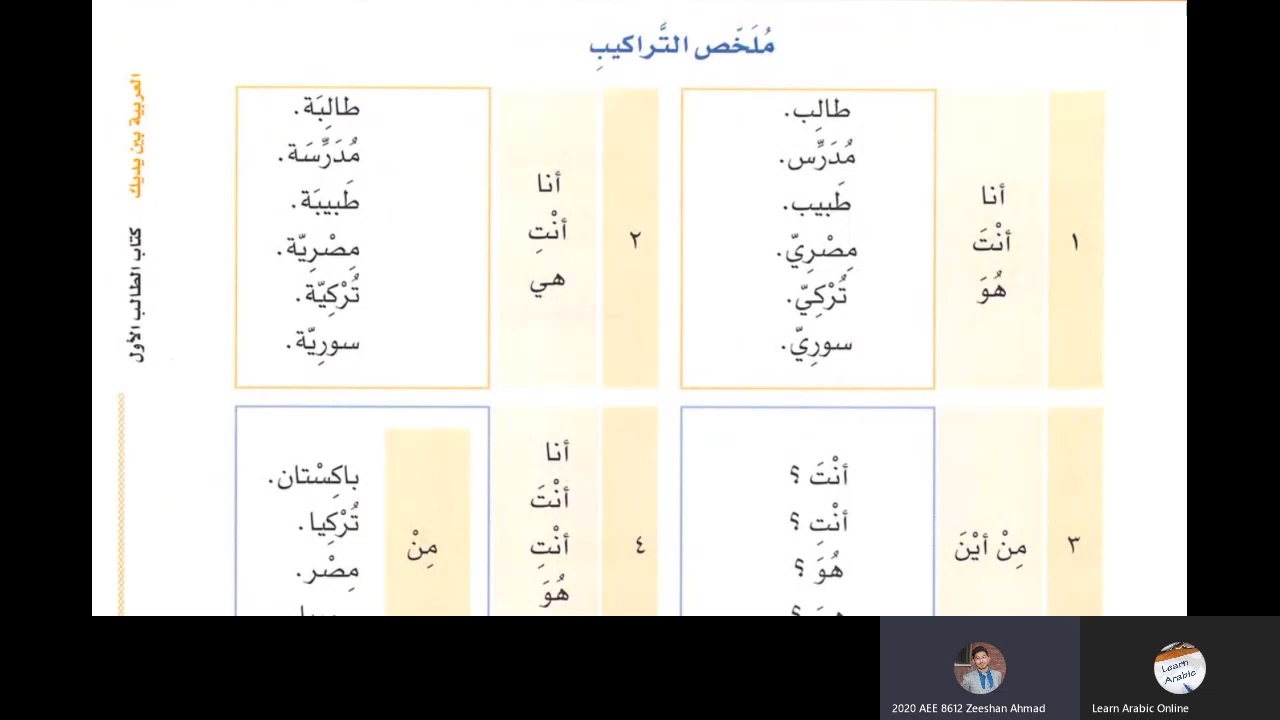 مُلَخّص التَّراكيبِ
١
أنا
أنْتَ
هُوَ
طالِب.
مُدَرِّس.
طَبيب.
مِصْرِيّ.
تُرْكِيّ.
سورِيّ.
٢
أنا
أنْتِ
هي
طالِبَة.
مُدَرِّسَة.
طَبيبَة.
مِصْرِيّة.
تُرْكِيّة.
سورِيّة.
٣
مِنْ أيْنَ
أنْتَ ؟
أنْتِ ؟
هُوَ ؟
٤
أنا
أنْتَ
أنْتِ
هُوَ
مِنْ
باكِسْتان.
تُرْكِيا.
مِصْر.
العربية بين يديك
كتاب الطالب الأول
Learn Arabic
2020 AEE 8612 Zeeshan Ahmad
Learn Arabic Online